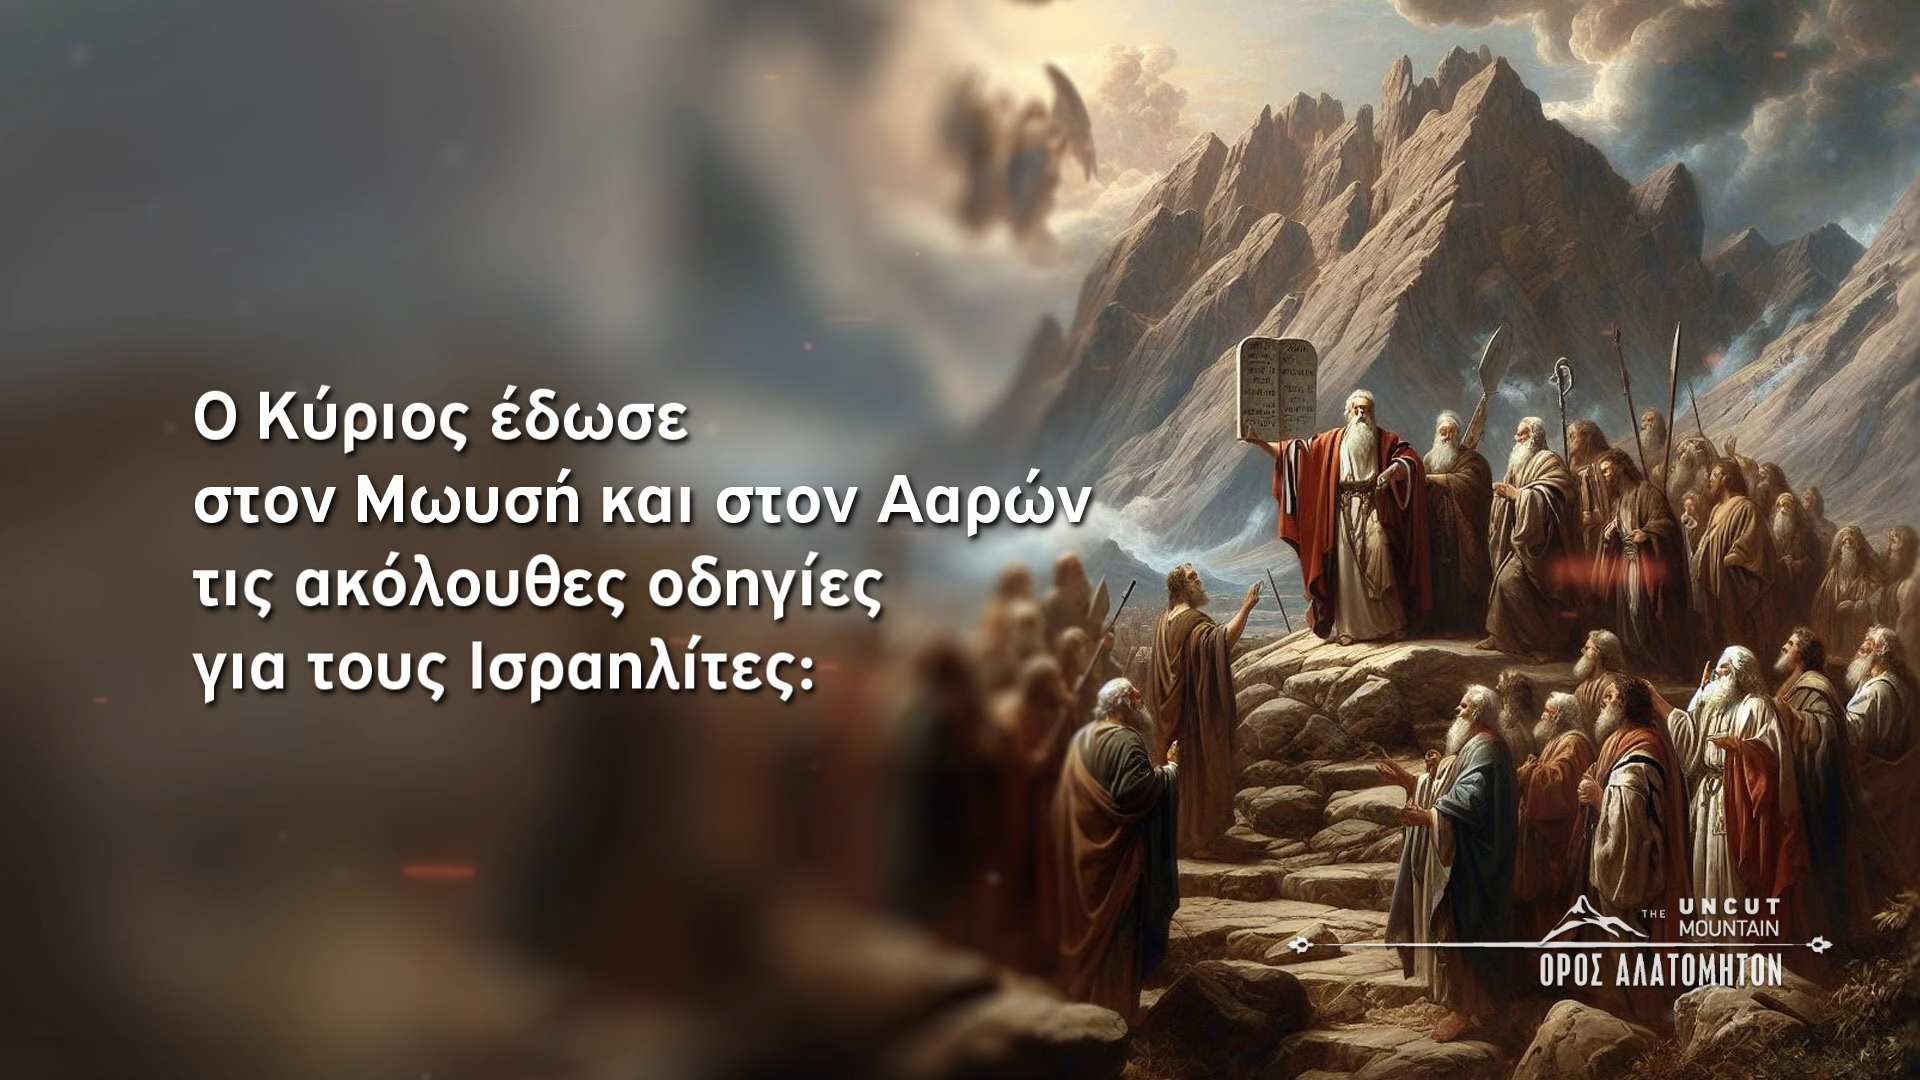 Ο Κύριος έδωσε
στον Μωυσή και στον Ααρών
τις ακόλουθες οδηγίες
για τους Ισραηλίτες:
THE UNCUT
MOUNTAIN
ΟΡΟΣ ΑΛΑΤΟΜΗΤΟΝ